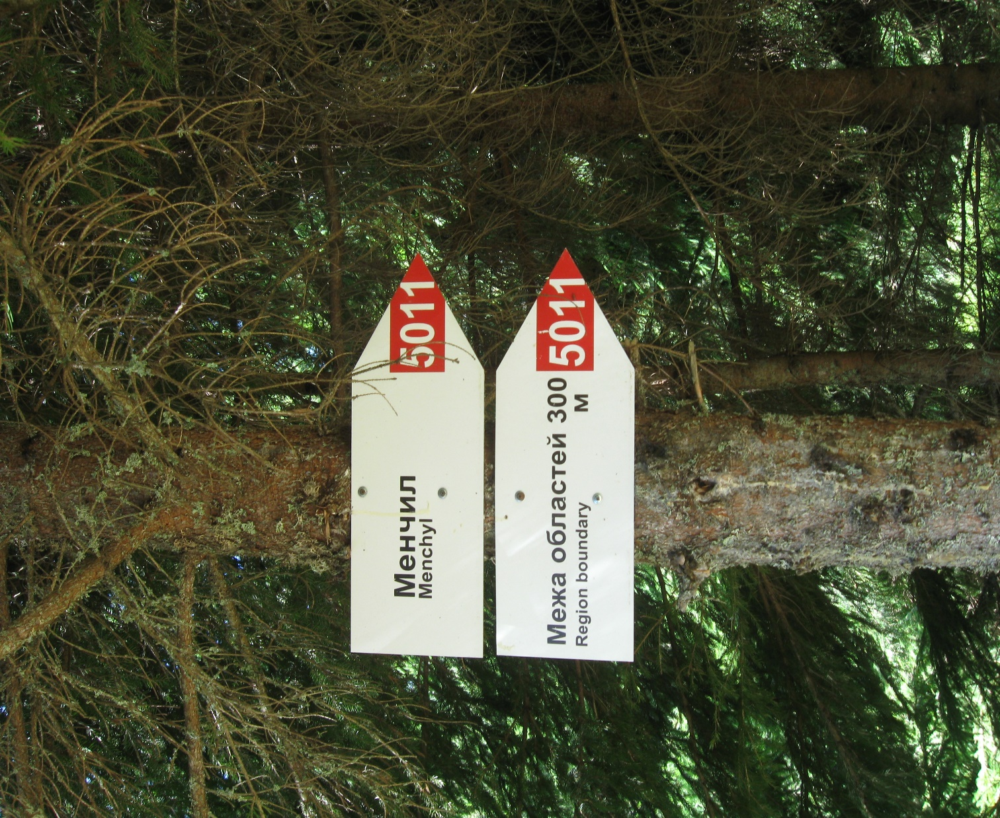 Менчил
Menchyl
5011
Межа областей 300
м
Region boundary
5011